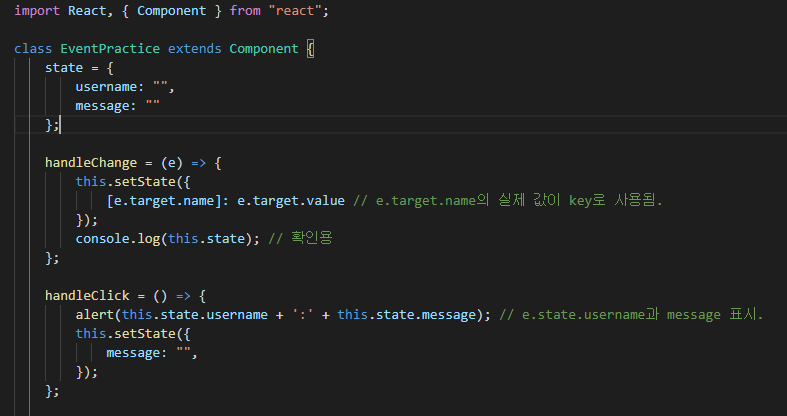 import React, { Component } from "react";
class EventPractice extends Component {
state = {
username: "",
message: ""
};
handleChange = (e) => {
this.setState({
[e.target.name]: e.target.value // e.target.name의 실제 값이 key로 사용됨.
});
console.log(this.state); // 확인용
};
handleClick = () => {
alert(this.state.username + ':' + this.state.message); // e.state.username과 message 표시.
this.setState({
message: "",
});
};